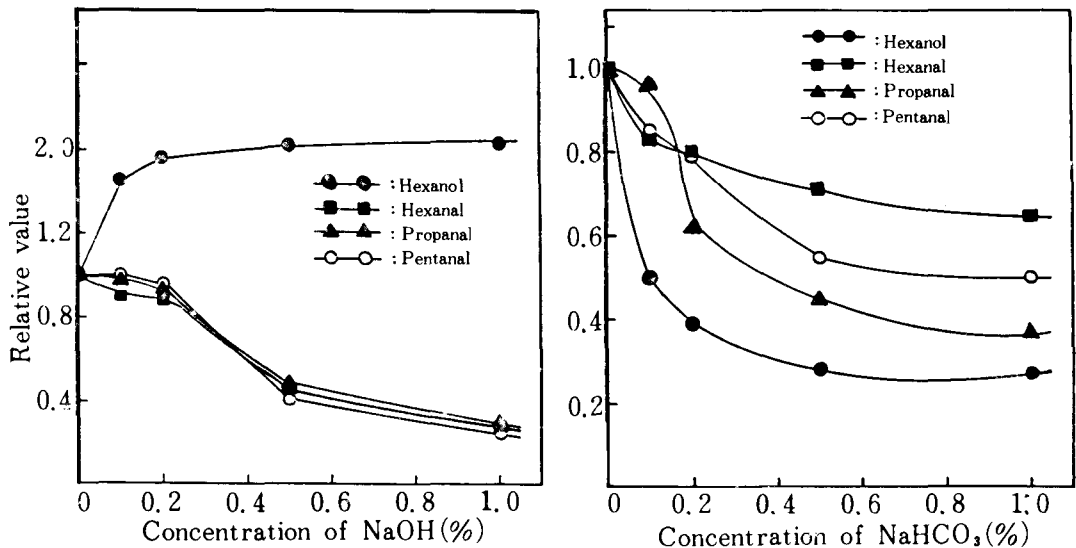 Relative value
2.0
1.2
0.8
0.4
: Hexanol
: Hexanal
: Propanal
: Pentanal
0 0.2 0.4 0.6 0.8 1.0
Concentration of NaOH(%)
: Hexanol
: Hexanal
: Propanal
: Pentanal
1.0
0.8
0.6
0.4
0.2
0 0.2 0.4 0.6 0.8 1.0
Concentration of NaHCO₃(%)